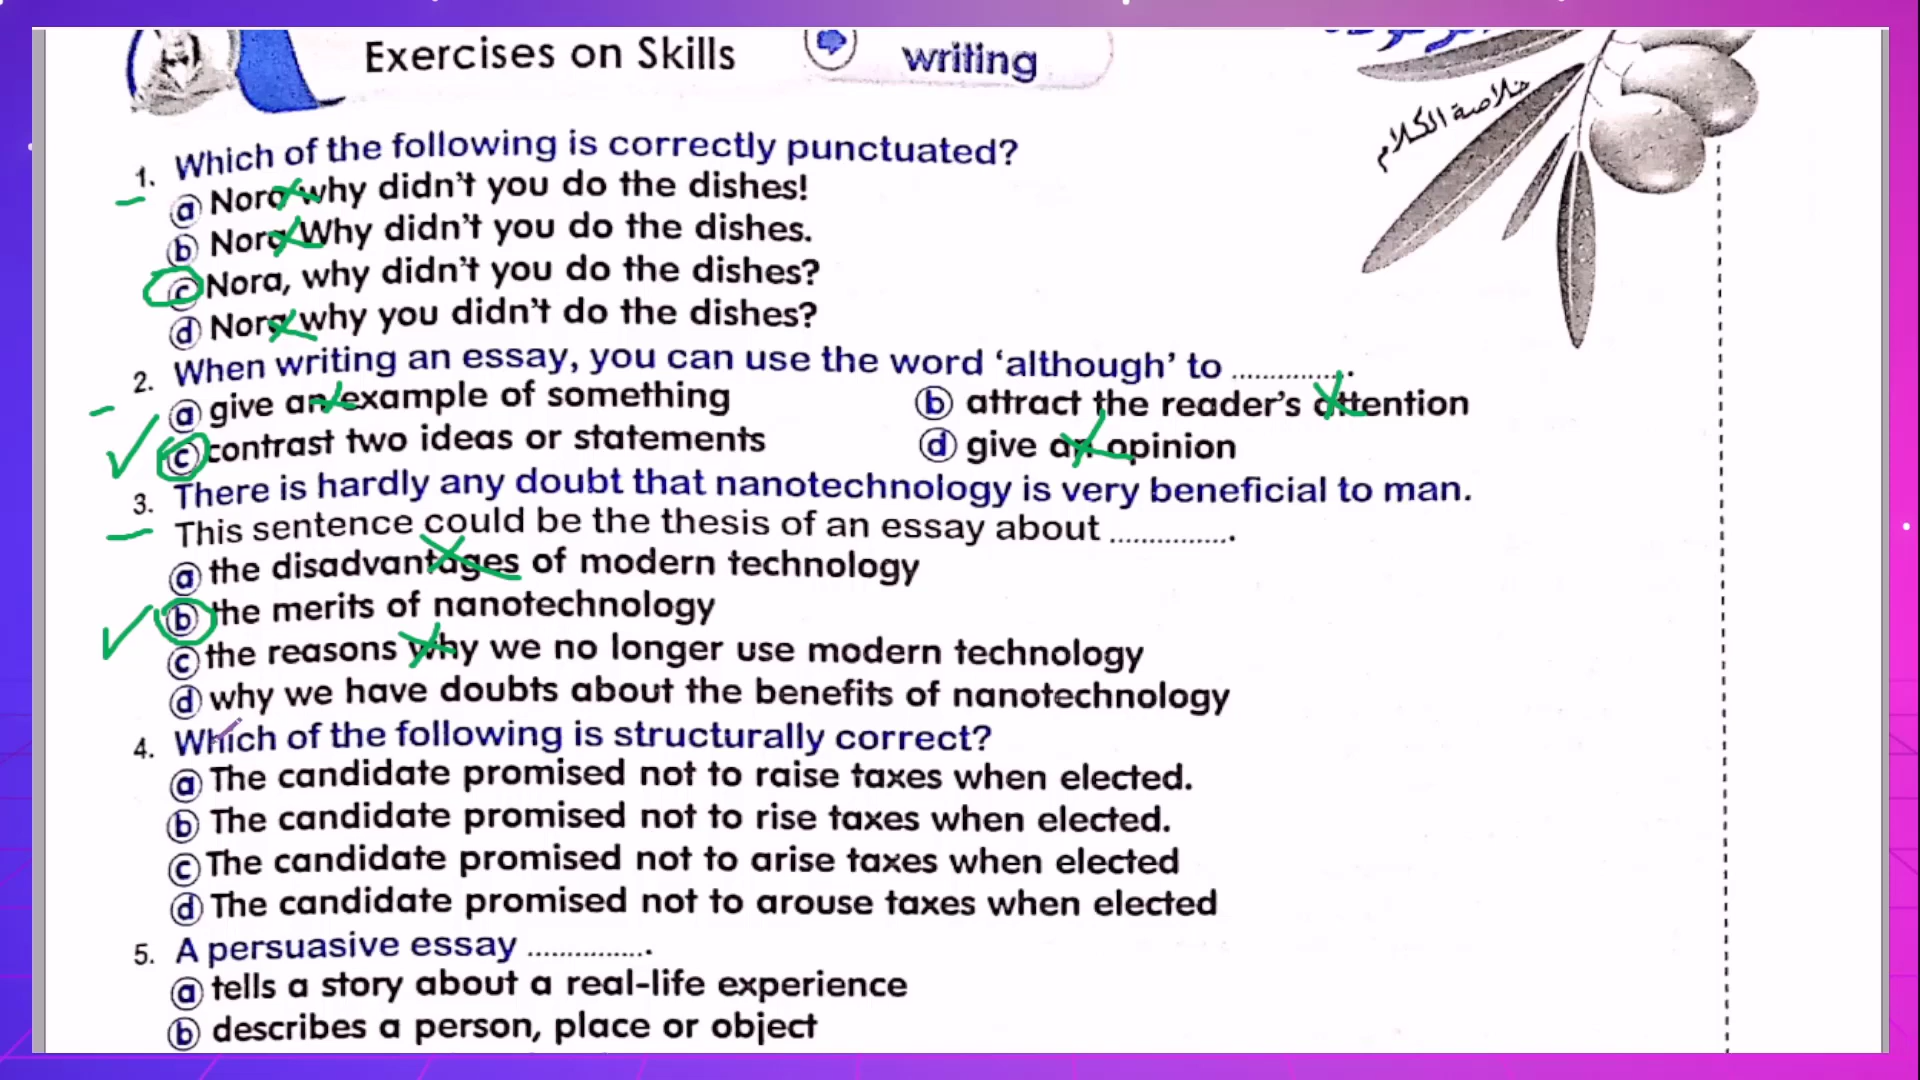 Exercises on Skills
writing
خلاصة الكلام
1. Which of the following is correctly punctuated?
ⓐ Nora why didn't you do the dishes!
ⓑ Nora Why didn't you do the dishes.
ⓒ Nora, why didn't you do the dishes?
ⓓ Nora why you didn't do the dishes?
2. When writing an essay, you can use the word ‘although’ to ...............
ⓐ give an example of something ⓑ attract the reader's attention
ⓒ contrast two ideas or statements ⓓ give an opinion
3. There is hardly any doubt that nanotechnology is very beneficial to man.
This sentence could be the thesis of an essay about ...............
ⓐ the disadvantages of modern technology
ⓑ the merits of nanotechnology
ⓒ the reasons why we no longer use modern technology
ⓓ why we have doubts about the benefits of nanotechnology
4. Which of the following is structurally correct?
ⓐ The candidate promised not to raise taxes when elected.
ⓑ The candidate promised not to rise taxes when elected.
ⓒ The candidate promised not to arise taxes when elected
ⓓ The candidate promised not to arouse taxes when elected
5. A persuasive essay ...............
ⓐ tells a story about a real-life experience
ⓑ describes a person, place or object